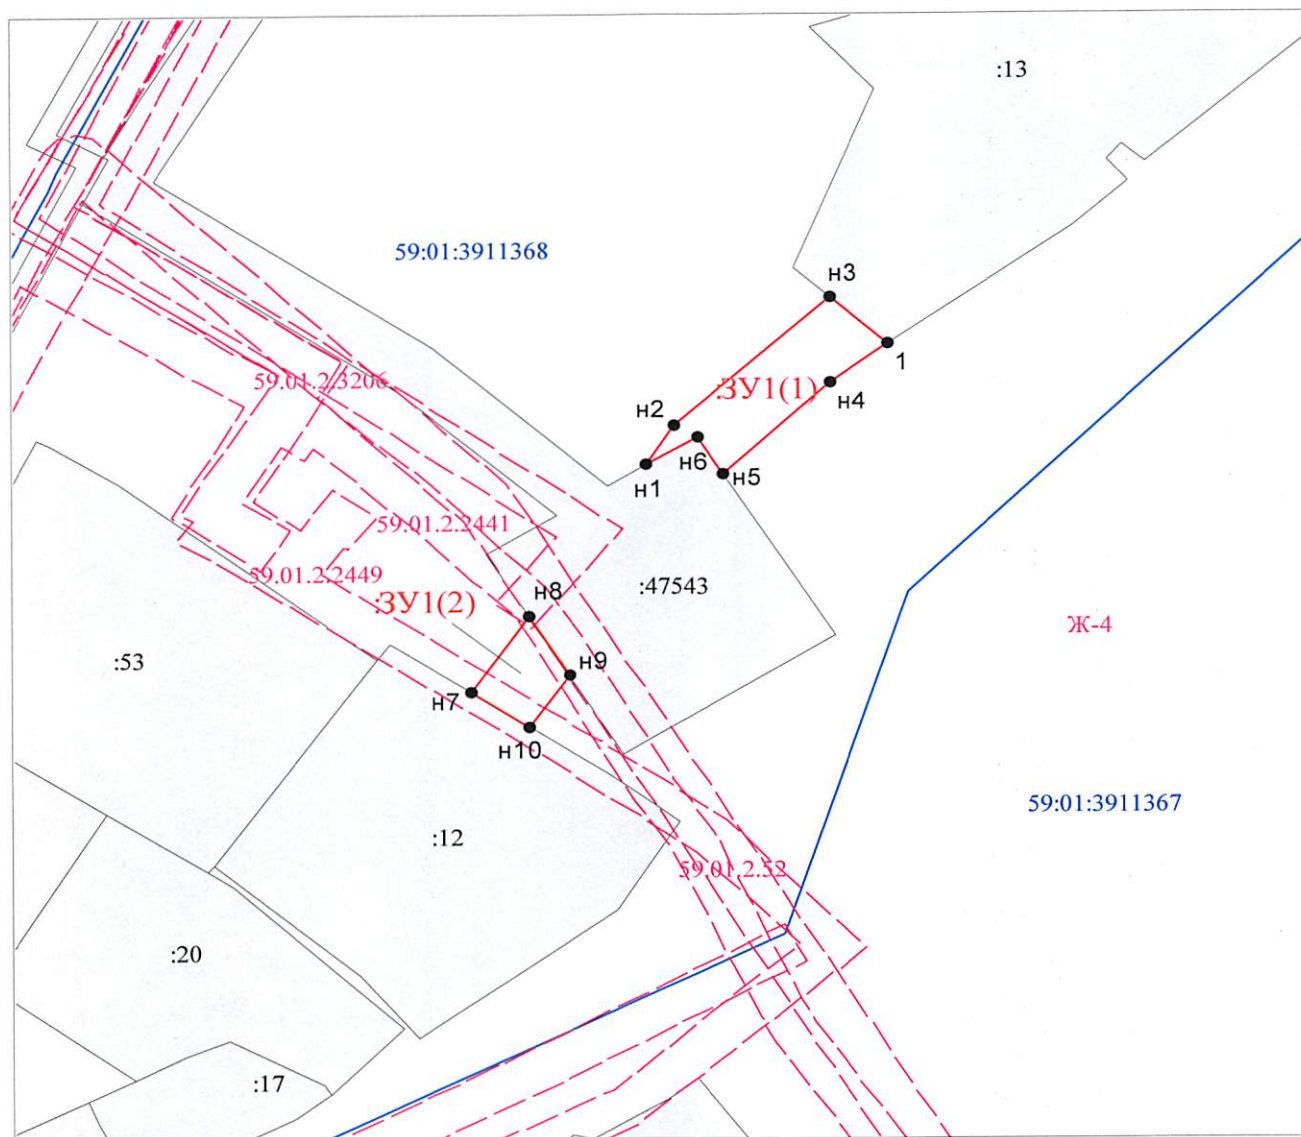 :13
59:01:3911368
н3
1
59.01.2.3206
:ЗУ1(1)
н4
н2
н6
н1
н5
59.01.2.2441
59.01.2.2449
:47543
:ЗУ1(2)
н8
Ж-4
:53
н9
н7
н10
59:01:3911367
:12
59.01.2.52
:20
:17